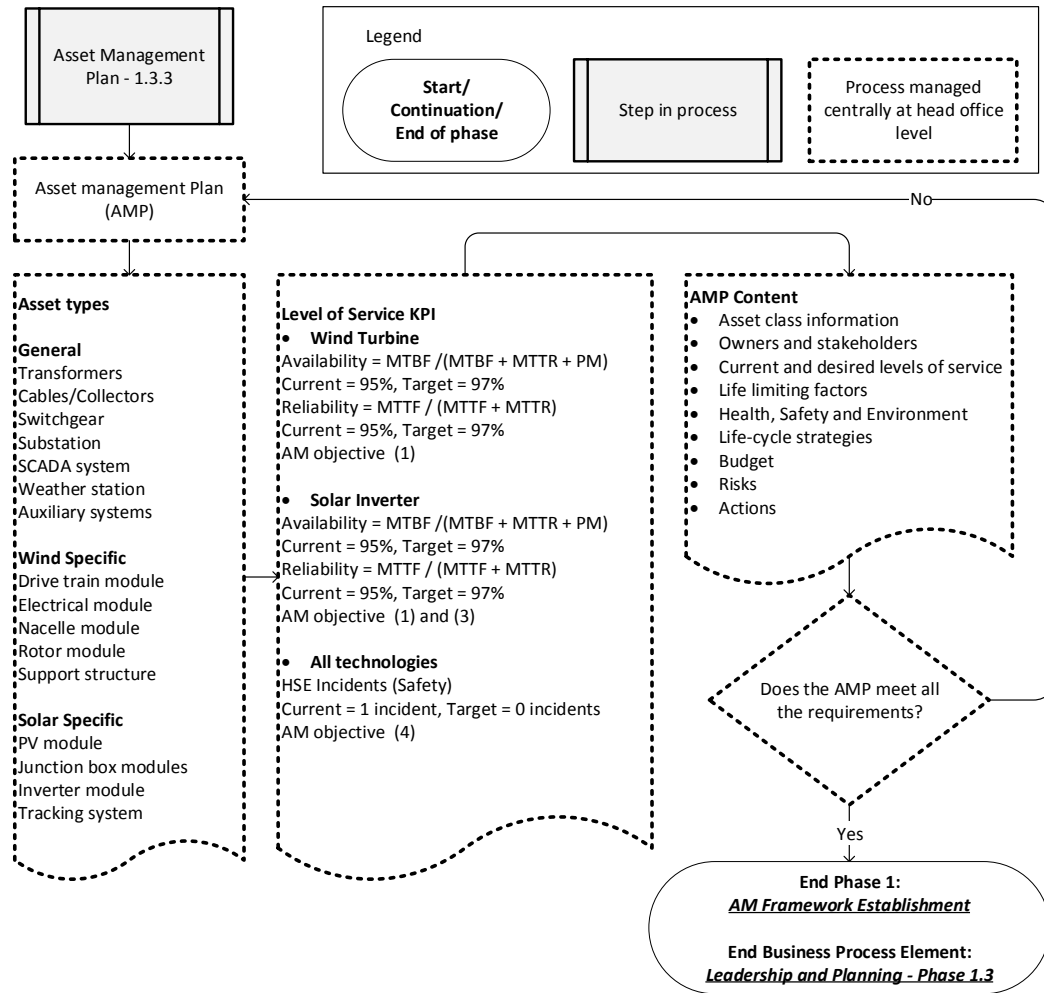 Asset Management
Plan - 1.3.3
Legend
Start/
Continuation/
End of phase
Step in process
Process managed
centrally at head office
level
Asset management Plan
(AMP)
No
Asset types
General
Transformers
Cables/Collectors
Switchgear
Substation
SCADA system
Weather station
Auxiliary systems
Wind Specific
Drive train module
Electrical module
Nacelle module
Rotor module
Support structure
Solar Specific
PV module
Junction box modules
Inverter module
Tracking system
Level of Service KPI
• Wind Turbine
Availability = MTBF /(MTBF + MTTR + PM)
Current = 95%, Target = 97%
Reliability = MTTF / (MTTF + MTTR)
Current = 95%, Target = 97%
AM objective (1)
• Solar Inverter
Availability = MTBF /(MTBF + MTTR + PM)
Current = 95%, Target = 97%
Reliability = MTTF / (MTTF + MTTR)
Current = 95%, Target = 97%
AM objective (1) and (3)
• All technologies
HSE Incidents (Safety)
Current = 1 incident, Target = 0 incidents
AM objective (4)
AMP Content
• Asset class information
• Owners and stakeholders
• Current and desired levels of service
• Life limiting factors
• Health, Safety and Environment
• Life-cycle strategies
• Budget
• Risks
• Actions
Does the AMP meet all
the requirements?
Yes
End Phase 1:
AM Framework Establishment
End Business Process Element:
Leadership and Planning - Phase 1.3